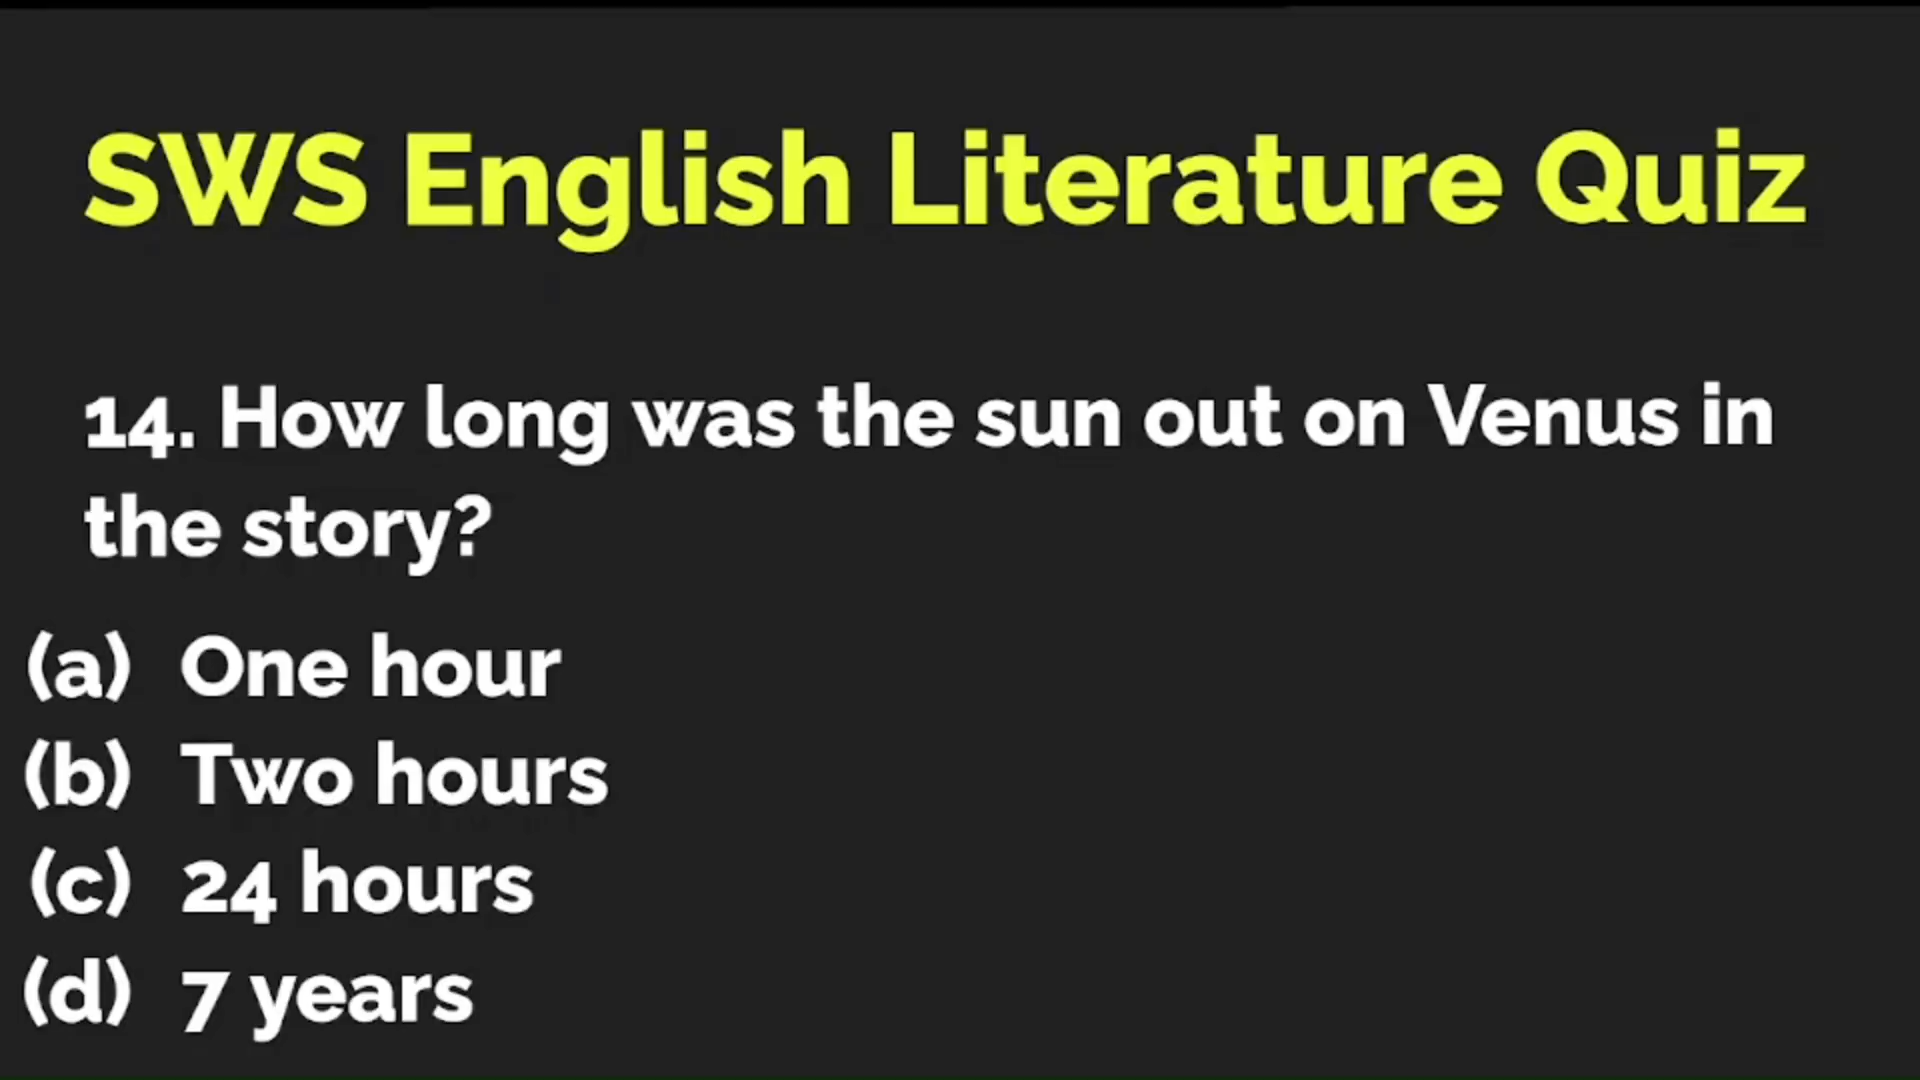 SWS English Literature Quiz
14. How long was the sun out on Venus in
the story?
(a) One hour
(b) Two hours
(c) 24 hours
(d) 7 years